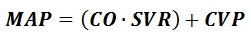 MAP = (CO · SVR) + CVP